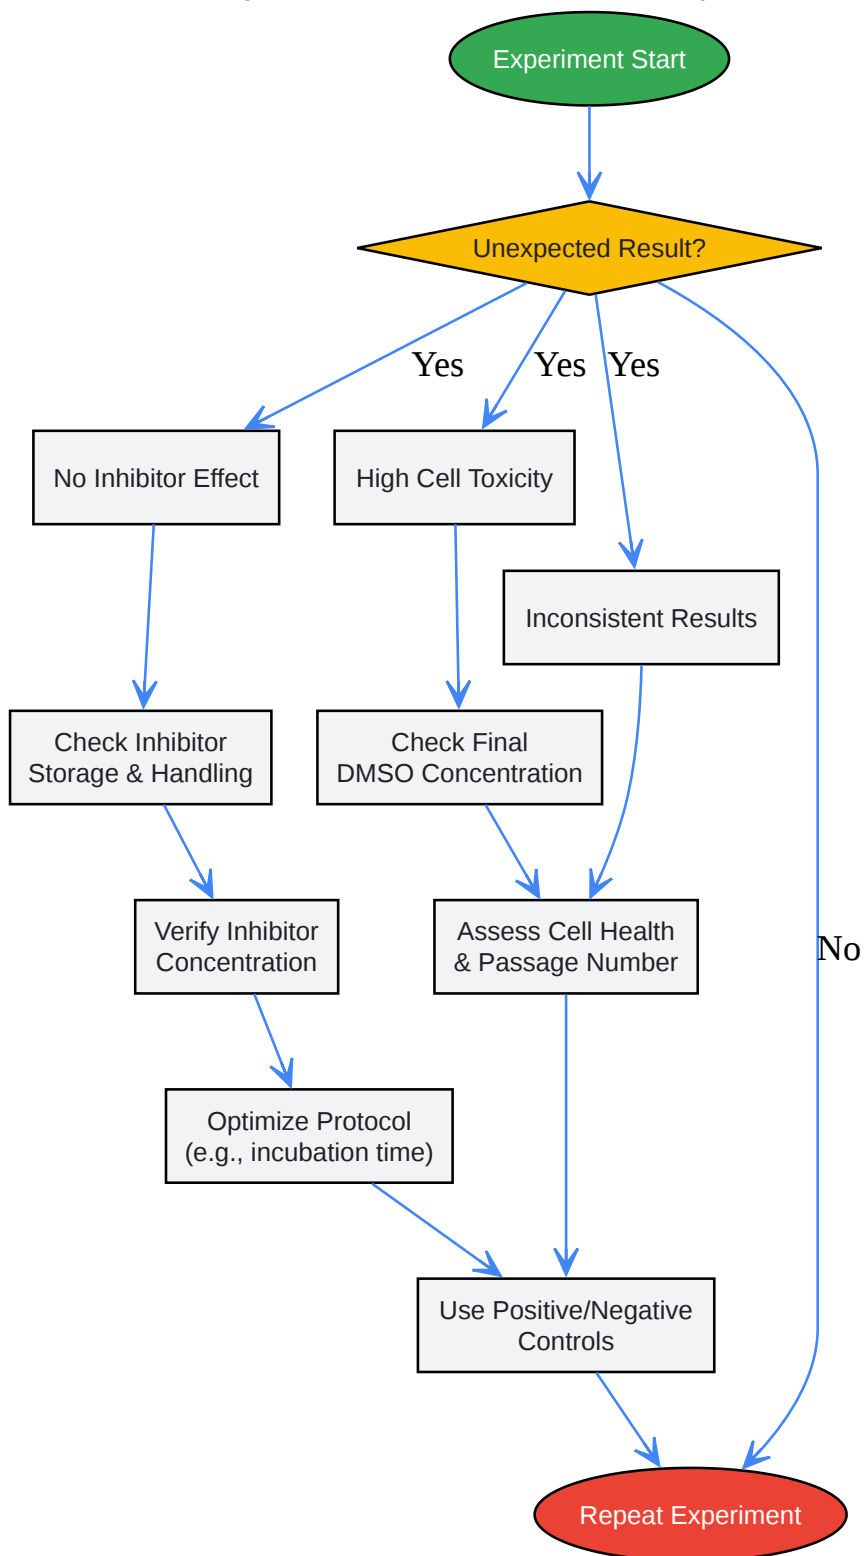 Experiment Start
Unexpected Result?
Yes
Yes
Yes
No Inhibitor Effect
High Cell Toxicity
Inconsistent Results
Check Inhibitor
Storage & Handling
Check Final
DMSO Concentration
Verify Inhibitor
Concentration
Assess Cell Health
& Passage Number
No
Optimize Protocol
(e.g., incubation time)
Use Positive/Negative
Controls
Repeat Experiment